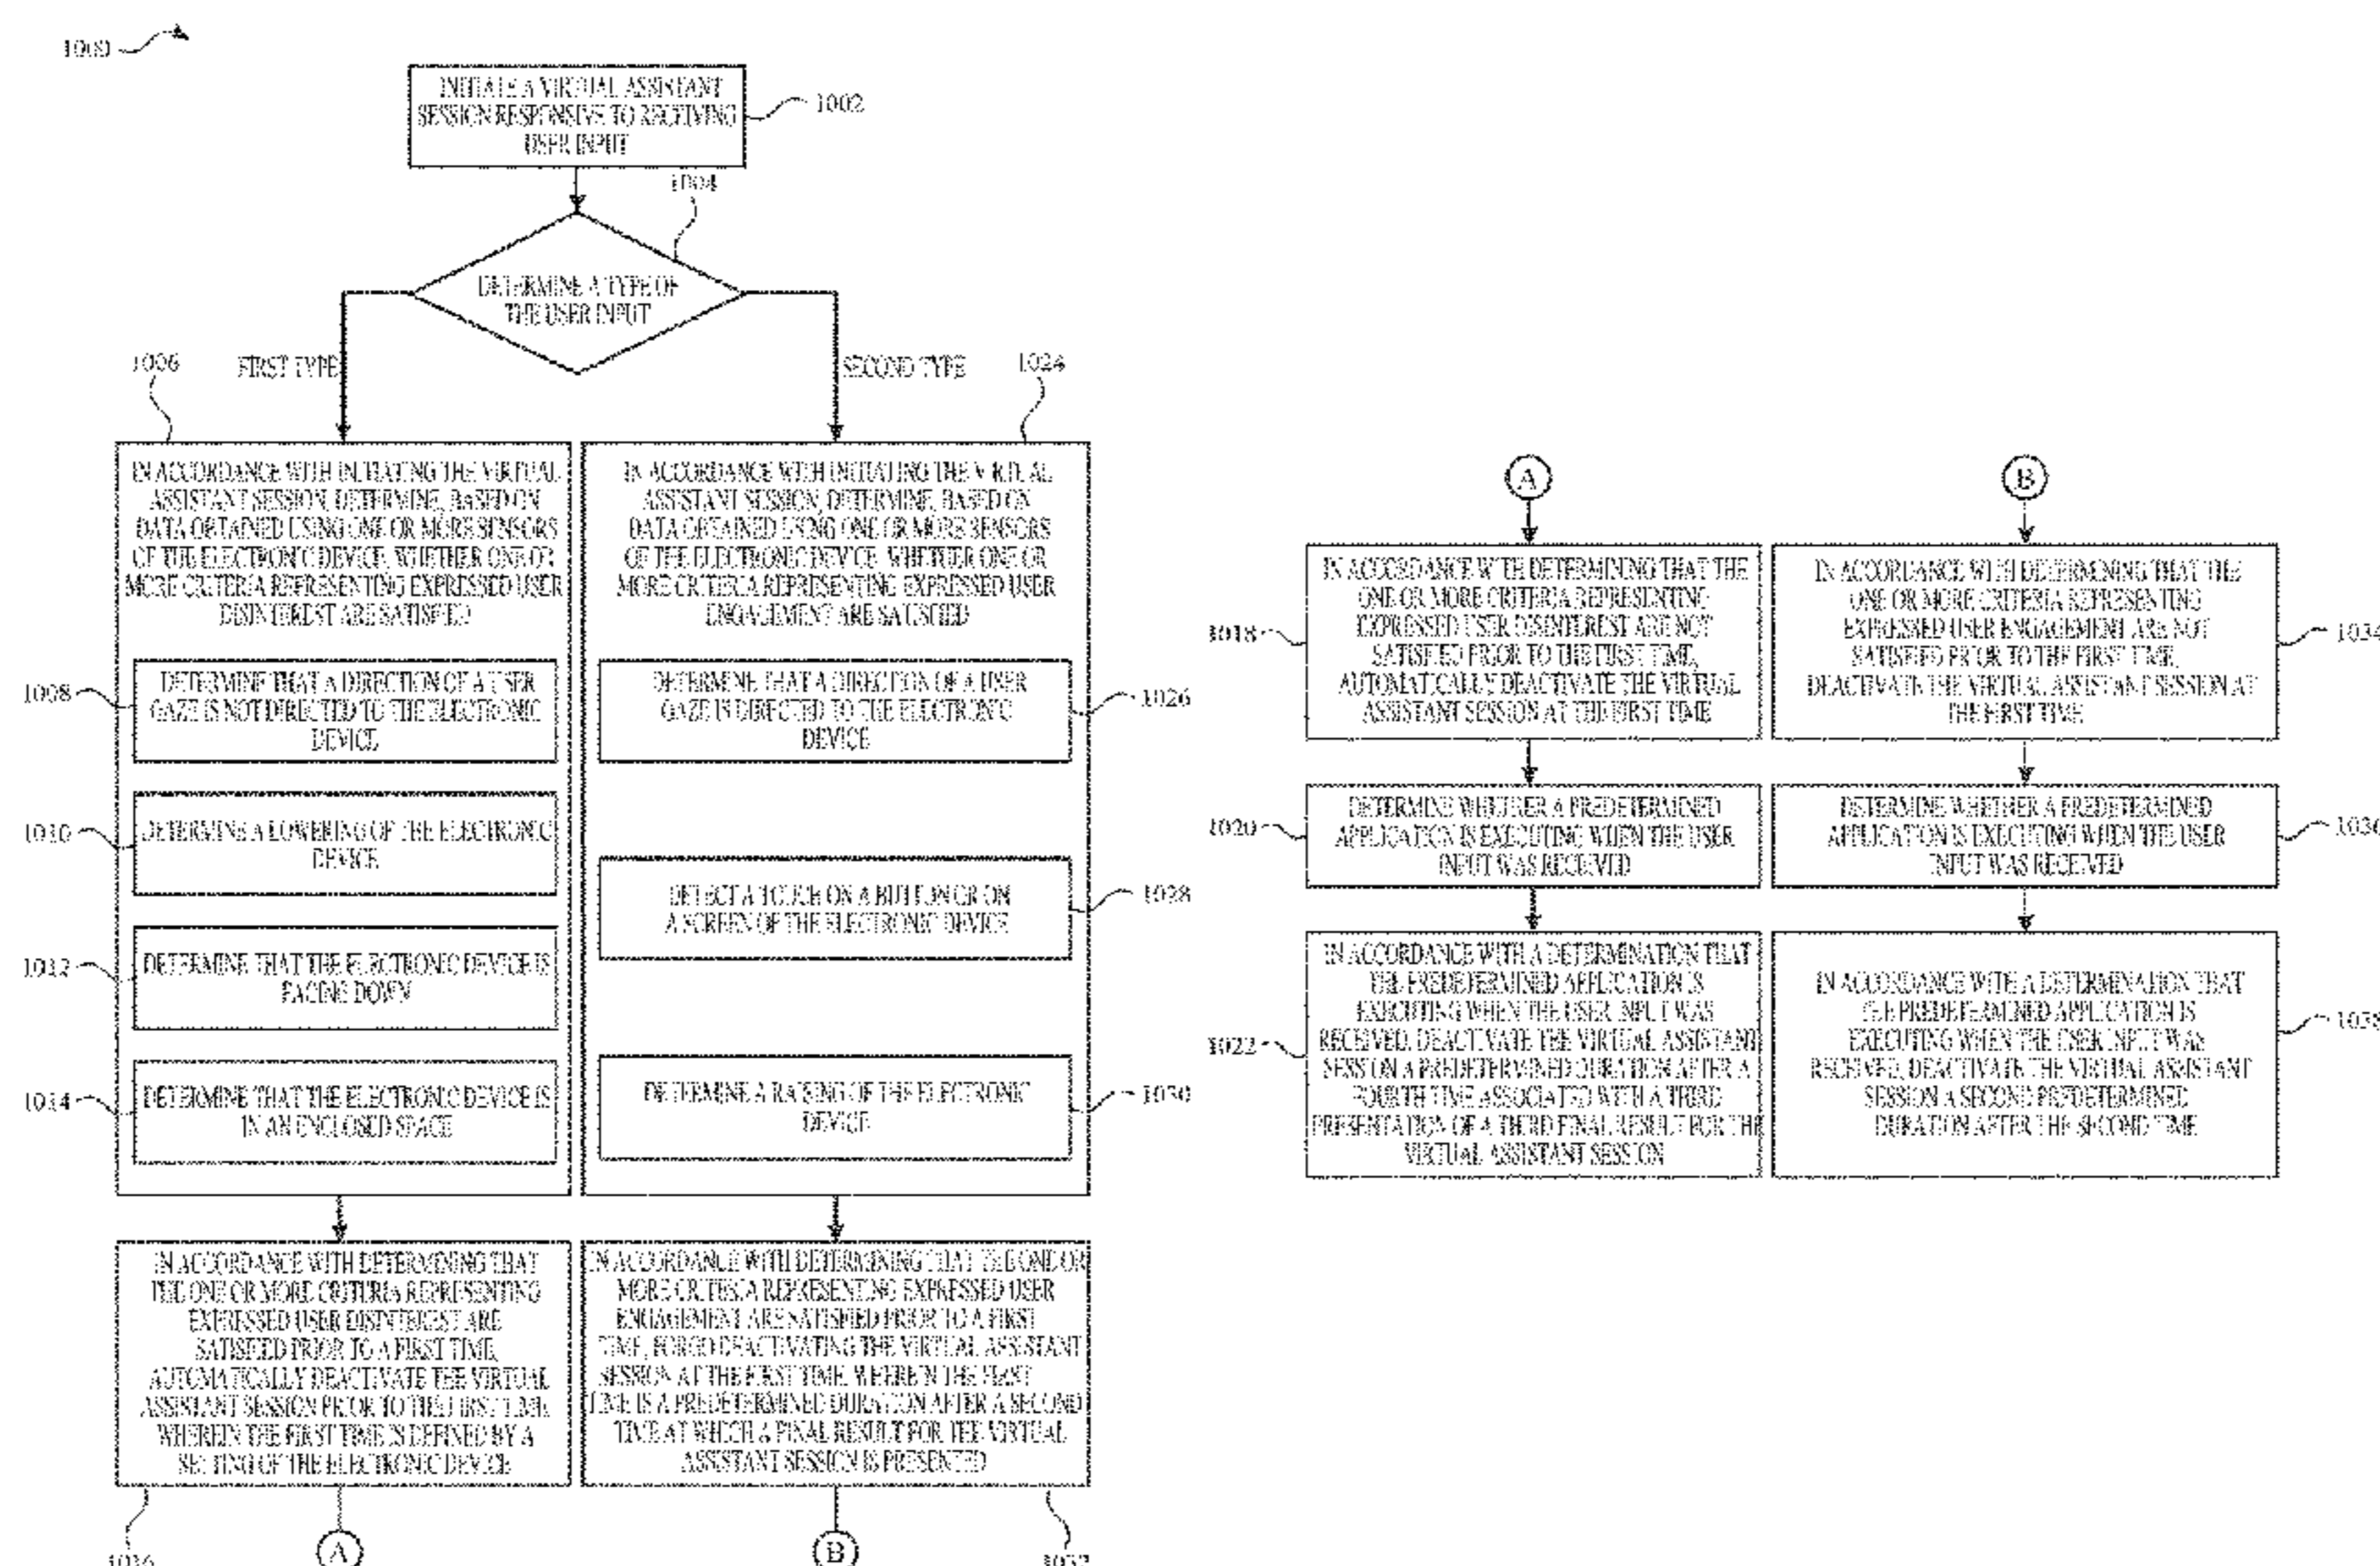 1000
INITIATE A VIRTUAL ASSISTANT
SESSION RESPONSIVE TO RECEIVING
USER INPUT
1002
1004
DETERMINE A TYPE OF
THE USER INPUT
FIRST TYPE
SECOND TYPE
1006
IN ACCORDANCE WITH INITIATING THE VIRTUAL
ASSISTANT SESSION, DETERMINE, BASED ON
DATA OBTAINED USING ONE OR MORE SENSORS
OF THE ELECTRONIC DEVICE, WHETHER ONE OR
MORE CRITERIA REPRESENTING EXPRESSED USER
DISINTEREST ARE SATISFIED
1008
DETERMINE THAT A DIRECTION OF A USER
GAZE IS NOT DIRECTED TO THE ELECTRONIC
DEVICE
1010
DETERMINE A LOWERING OF THE ELECTRONIC
DEVICE
1012
DETERMINE THAT THE ELECTRONIC DEVICE IS
FACING DOWN
1014
DETERMINE THAT THE ELECTRONIC DEVICE IS
IN AN ENCLOSED SPACE
IN ACCORDANCE WITH DETERMINING THAT
THE ONE OR MORE CRITERIA REPRESENTING
EXPRESSED USER DISINTEREST ARE
SATISFIED PRIOR TO A FIRST TIME,
AUTOMATICALLY DEACTIVATE THE VIRTUAL
ASSISTANT SESSION PRIOR TO THE FIRST TIME,
WHEREIN THE FIRST TIME IS DEFINED BY A
SETTING OF THE ELECTRONIC DEVICE
1016
A
1024
IN ACCORDANCE WITH INITIATING THE VIRTUAL
ASSISTANT SESSION, DETERMINE, BASED ON
DATA OBTAINED USING ONE OR MORE SENSORS
OF THE ELECTRONIC DEVICE, WHETHER ONE OR
MORE CRITERIA REPRESENTING EXPRESSED USER
ENGAGEMENT ARE SATISFIED
DETERMINE THAT A DIRECTION OF A USER
GAZE IS DIRECTED TO THE ELECTRONIC
DEVICE
1026
DETECT A TOUCH ON A BUTTON OR ON
A SCREEN OF THE ELECTRONIC DEVICE
1028
DETERMINE A RAISING OF THE ELECTRONIC
DEVICE
1030
IN ACCORDANCE WITH DETERMINING THAT THE ONE OR
MORE CRITERIA REPRESENTING EXPRESSED USER
ENGAGEMENT ARE SATISFIED PRIOR TO A FIRST
TIME, FORGO DEACTIVATING THE VIRTUAL ASSISTANT
SESSION AT THE FIRST TIME, WHEREIN THE FIRST
TIME IS A PREDETERMINED DURATION AFTER A SECOND
TIME AT WHICH A FINAL RESULT FOR THE VIRTUAL
ASSISTANT SESSION IS PRESENTED
B
1032
A
1018
IN ACCORDANCE WITH DETERMINING THAT THE
ONE OR MORE CRITERIA REPRESENTING
EXPRESSED USER DISINTEREST ARE NOT
SATISFIED PRIOR TO THE FIRST TIME,
AUTOMATICALLY DEACTIVATE THE VIRTUAL
ASSISTANT SESSION AT THE FIRST TIME
1020
DETERMINE WHETHER A PREDETERMINED
APPLICATION IS EXECUTING WHEN THE USER
INPUT WAS RECEIVED
1022
IN ACCORDANCE WITH A DETERMINATION THAT
THE PREDETERMINED APPLICATION IS
EXECUTING WHEN THE USER INPUT WAS
RECEIVED, DEACTIVATE THE VIRTUAL ASSISTANT
SESSION A PREDETERMINED DURATION AFTER A
FOURTH TIME ASSOCIATED WITH A THIRD
PRESENTATION OF A THIRD FINAL RESULT FOR THE
VIRTUAL ASSISTANT SESSION
B
IN ACCORDANCE WITH DETERMINING THAT THE
ONE OR MORE CRITERIA REPRESENTING
EXPRESSED USER ENGAGEMENT ARE NOT
SATISFIED PRIOR TO THE FIRST TIME,
DEACTIVATE THE VIRTUAL ASSISTANT SESSION AT
THE FIRST TIME
1034
DETERMINE WHETHER A PREDETERMINED
APPLICATION IS EXECUTING WHEN THE USER
INPUT WAS RECEIVED
1036
IN ACCORDANCE WITH A DETERMINATION THAT
THE PREDETERMINED APPLICATION IS
EXECUTING WHEN THE USER INPUT WAS
RECEIVED, DEACTIVATE THE VIRTUAL ASSISTANT
SESSION A SECOND PREDETERMINED
DURATION AFTER THE SECOND TIME
1038